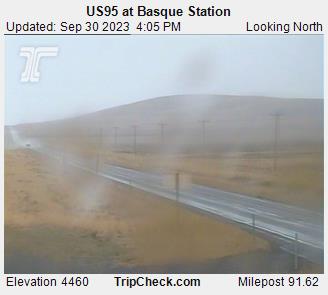 US95 at Basque Station
Updated: Sep 30 2023  4:05 PM Looking North
Elevation 4460 TripCheck.com Milepost 91.62